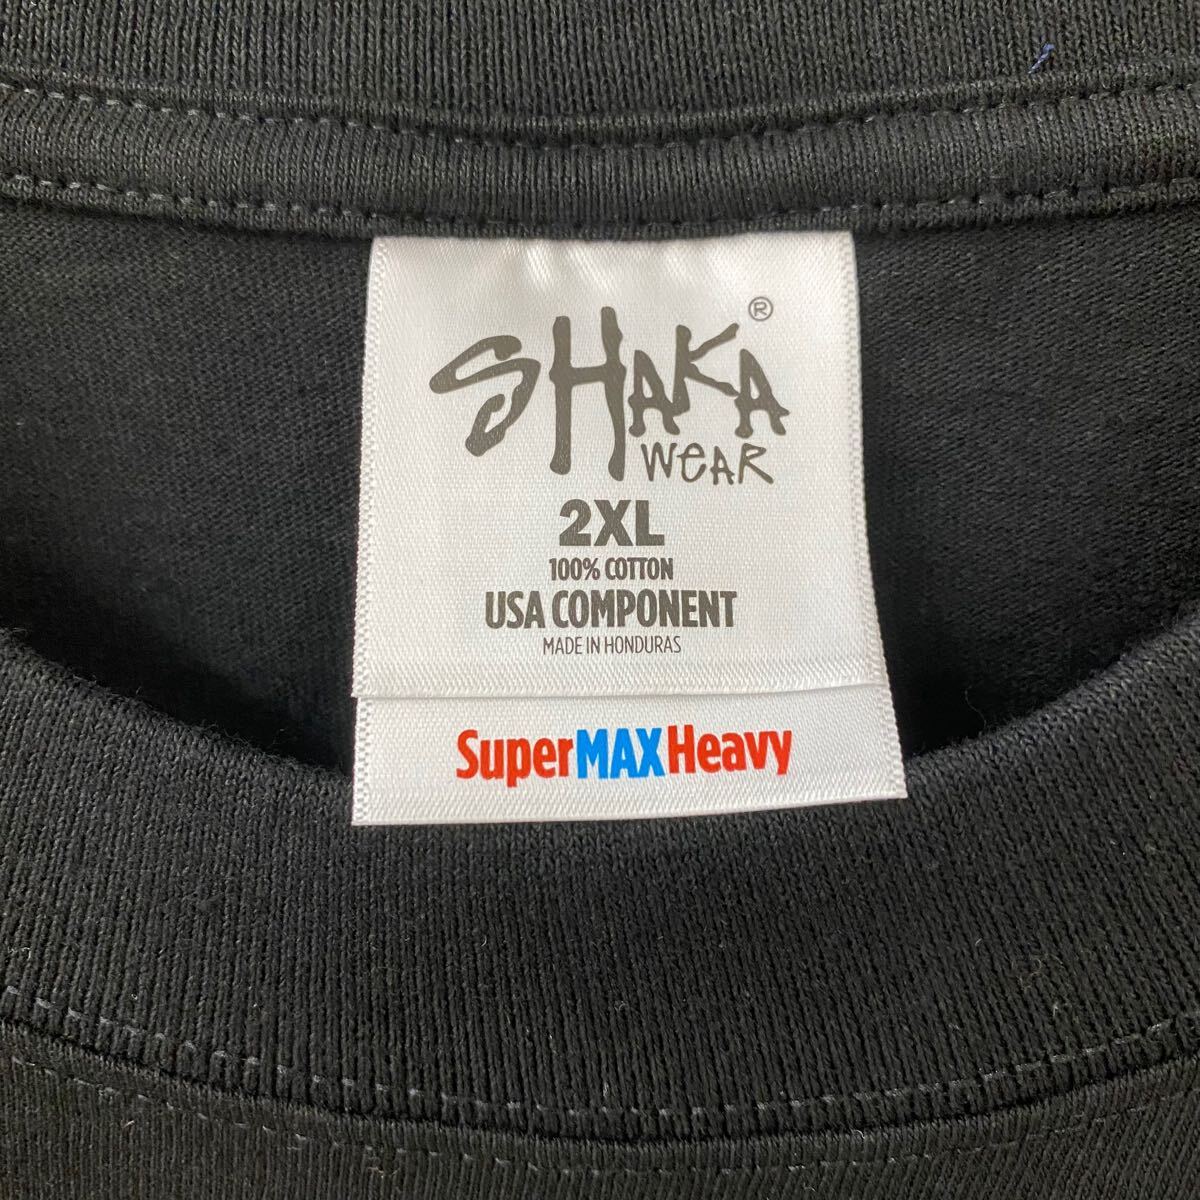 SHAKA ®
WEAR
2XL
100% COTTON
USA COMPONENT
MADE IN HONDURAS
SuperMAXHeavy